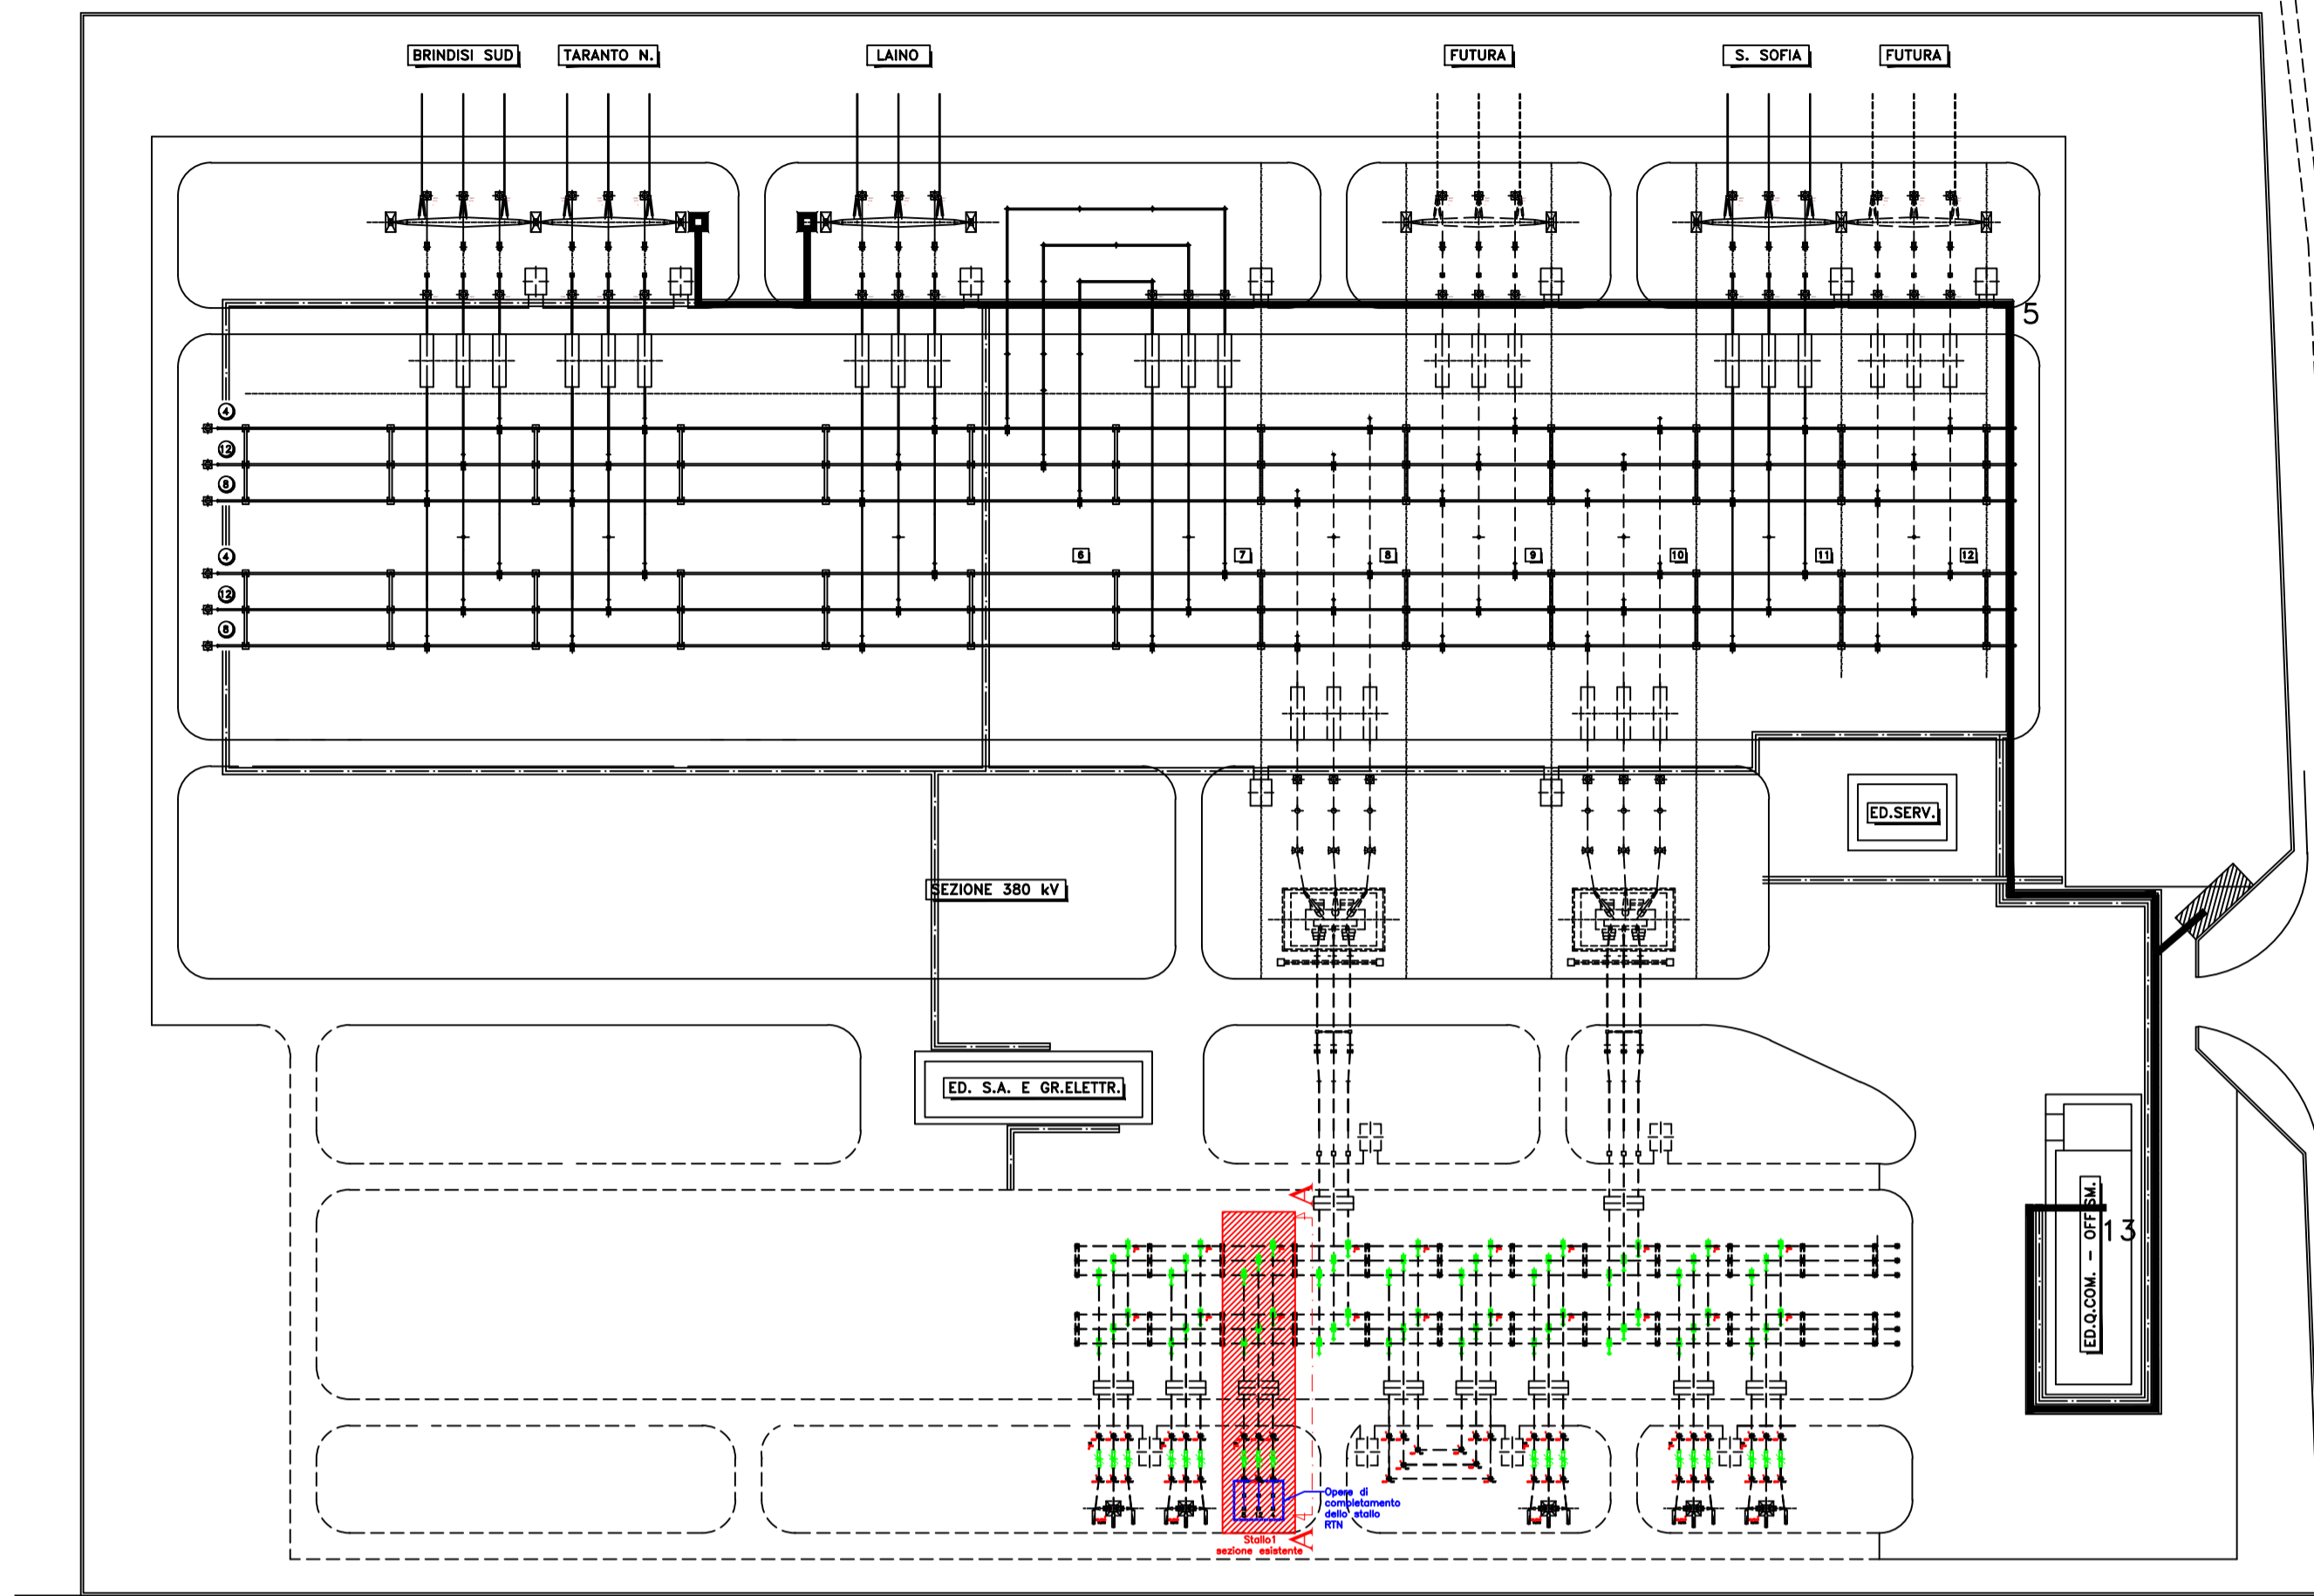 BRINDISI SUD
TARANTO N.
LAINO
FUTURA
S. SOFIA
FUTURA
5
4
12
8
4
12
8
6
7
8
9
10
11
12
ED.SERV.
SEZIONE 380 kV
ED. S.A. E GR.ELETTR.
ED.Q.COM. - OFF.SM.
13
A
A
Opere di
completamento
dello stallo
RTN
A
A
Stallo1
sezione esistente